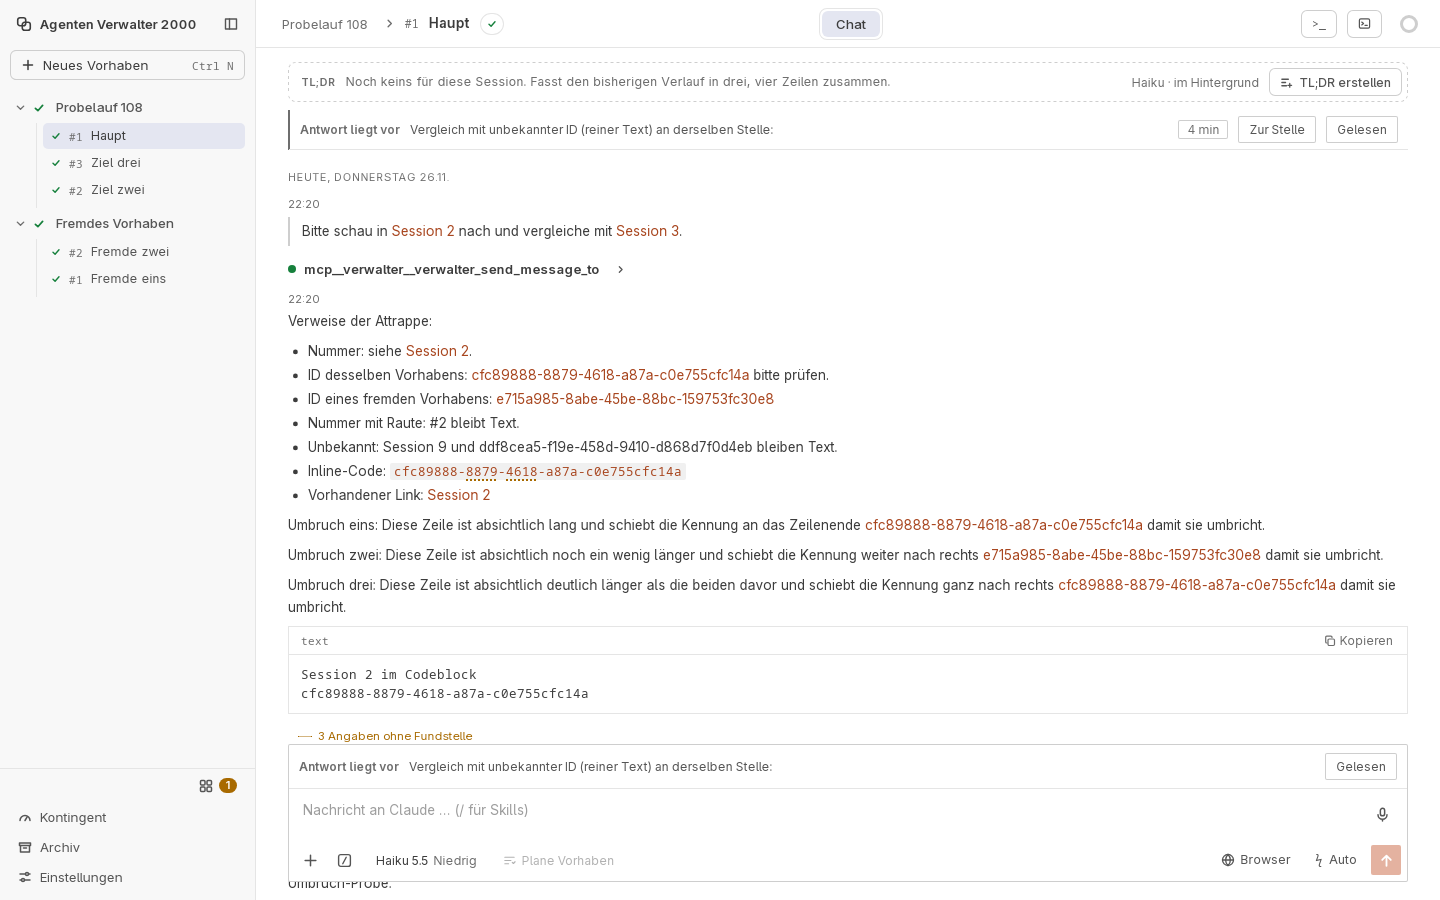 Agenten Verwalter 2000
Neues Vorhaben Ctrl N
Probelauf 108
#1 Haupt
#3 Ziel drei
#2 Ziel zwei
Fremdes Vorhaben
#2 Fremde zwei
#1 Fremde eins
1
Kontingent
Archiv
Einstellungen
Probelauf 108 > #1 Haupt
Chat
>_
TL;DR Noch keins für diese Session. Fasst den bisherigen Verlauf in drei, vier Zeilen zusammen. Haiku · im Hintergrund TL;DR erstellen
Antwort liegt vor Vergleich mit unbekannter ID (reiner Text) an derselben Stelle: 4 min Zur Stelle Gelesen
HEUTE, DONNERSTAG 26.11.
22:20
Bitte schau in Session 2 nach und vergleiche mit Session 3.
mcp__verwalter__verwalter_send_message_to
22:20
Verweise der Attrappe:
• Nummer: siehe Session 2.
• ID desselben Vorhabens: cfc89888-8879-4618-a87a-c0e755cfc14a bitte prüfen.
• ID eines fremden Vorhabens: e715a985-8abe-45be-88bc-159753fc30e8
• Nummer mit Raute: #2 bleibt Text.
• Unbekannt: Session 9 und ddf8cea5-f19e-458d-9410-d868d7f0d4eb bleiben Text.
• Inline-Code: cfc89888-8879-4618-a87a-c0e755cfc14a
• Vorhandener Link: Session 2
Umbruch eins: Diese Zeile ist absichtlich lang und schiebt die Kennung an das Zeilenende cfc89888-8879-4618-a87a-c0e755cfc14a damit sie umbricht.
Umbruch zwei: Diese Zeile ist absichtlich noch ein wenig länger und schiebt die Kennung weiter nach rechts e715a985-8abe-45be-88bc-159753fc30e8 damit sie umbricht.
Umbruch drei: Diese Zeile ist absichtlich deutlich länger als die beiden davor und schiebt die Kennung ganz nach rechts cfc89888-8879-4618-a87a-c0e755cfc14a damit sie
umbricht.
text Kopieren
Session 2 im Codeblock
cfc89888-8879-4618-a87a-c0e755cfc14a
3 Angaben ohne Fundstelle
Antwort liegt vor Vergleich mit unbekannter ID (reiner Text) an derselben Stelle: Gelesen
Nachricht an Claude … (/ für Skills)
Haiku 5.5 Niedrig Plane Vorhaben Browser Auto
Umbruch-Probe: